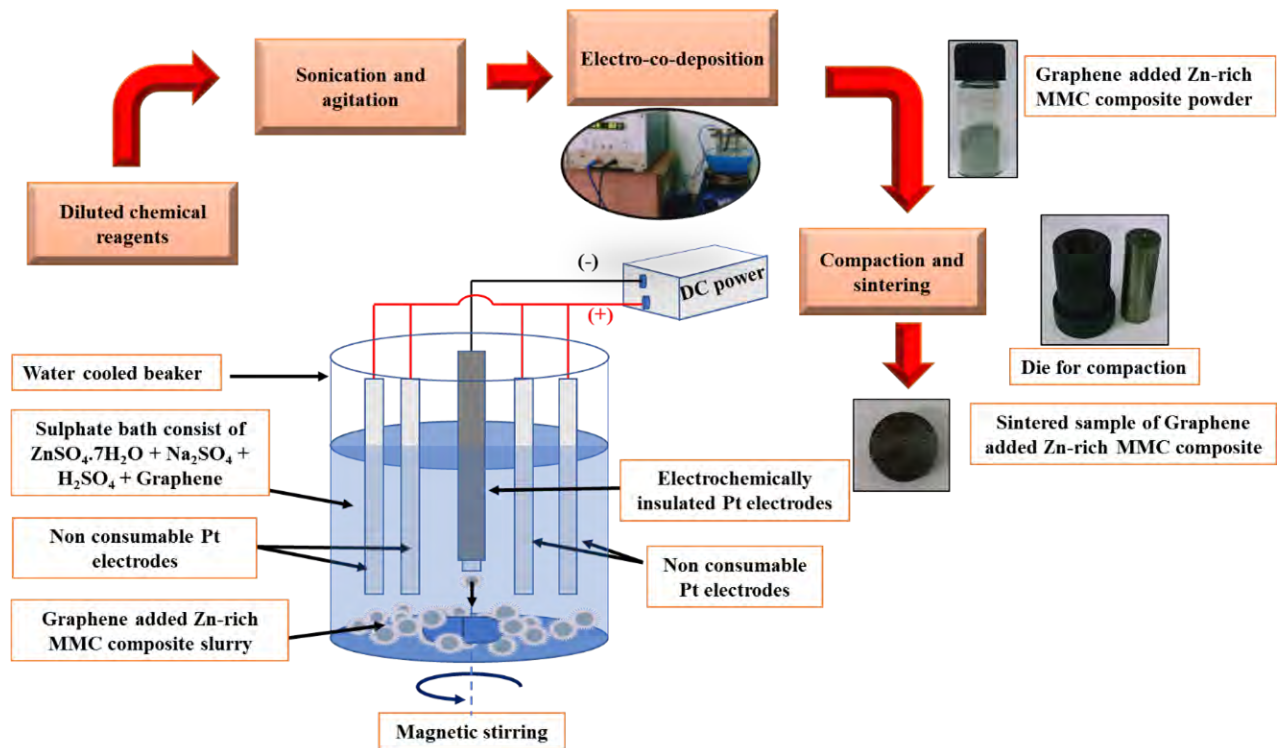 Electro-co-deposition
Sonication and
agitation
Graphene added Zn-rich
MMC composite powder
Diluted chemical
reagents
Compaction and
sintering
(-)
DC power
(+)
Die for compaction
Water cooled beaker
Sulphate bath consist of
ZnSO₄.7H₂O + Na₂SO₄ +
H₂SO₄ + Graphene
Sintered sample of Graphene
added Zn-rich MMC composite
Electrochemically
insulated Pt electrodes
Non consumable Pt
electrodes
Non consumable
Pt electrodes
Graphene added Zn-rich
MMC composite slurry
Magnetic stirring